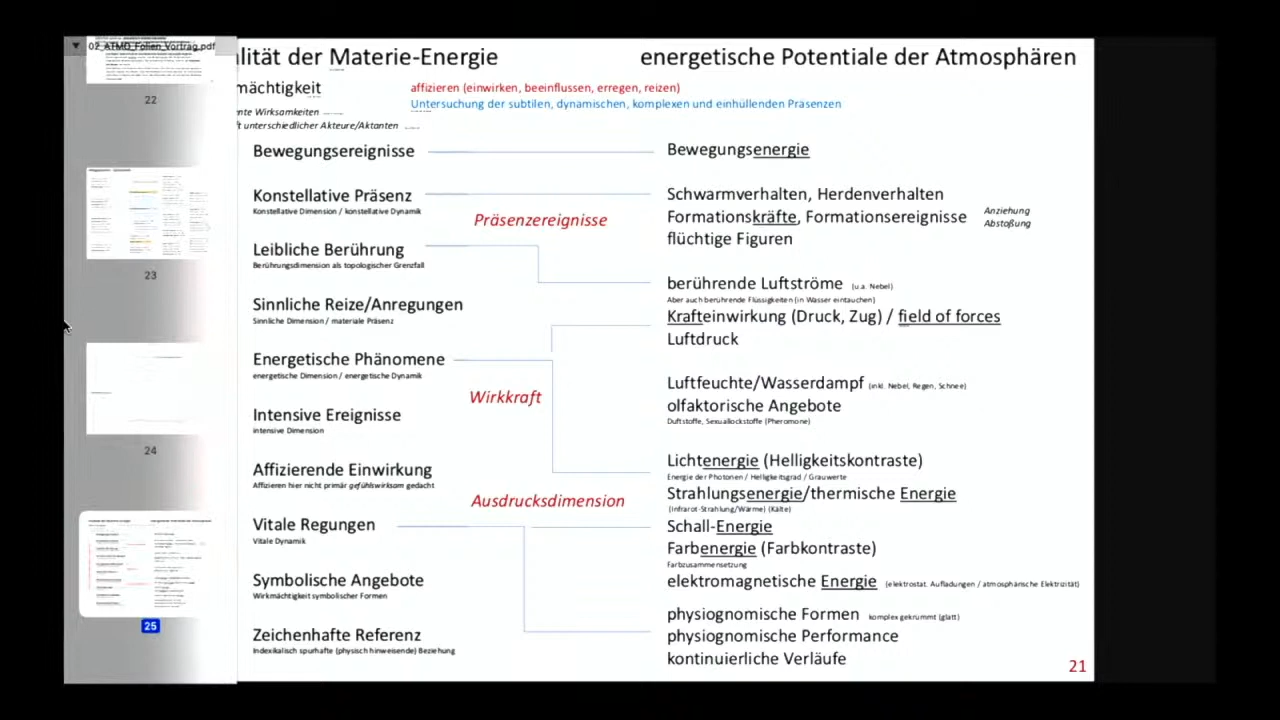 02_ATMO_Folien_Vortrag.pdf
22
23
24
25
lität der Materie-Energie
energetische Potenziale der Atmosphären
mächtigkeit
affizieren (einwirken, beeinflussen, erregen, reizen)
Untersuchung der subtilen, dynamischen, komplexen und einhüllenden Präsenzen
nte Wirksamkeiten
ft unterschiedlicher Akteure/Aktanten
Bewegungsereignisse
Konstellative Präsenz
Konstellative Dimension / konstellative Dynamik
Präsenzereignisse
Leibliche Berührung
Berührungsdimension als topologischer Grenzfall
Sinnliche Reize/Anregungen
Sinnliche Dimension / materiale Präsenz
Energetische Phänomene
energetische Dimension / energetische Dynamik
Wirkkraft
Intensive Ereignisse
intensive Dimension
Affizierende Einwirkung
Affizieren hier nicht primär gefühlswirksam gedacht
Ausdrucksdimension
Vitale Regungen
Vitale Dynamik
Symbolische Angebote
Wirkmächtigkeit symbolischer Formen
Zeichenhafte Referenz
Indexikalisch spurhafte (physisch hinweisende) Beziehung
Bewegungsenergie
Schwarmverhalten, Herdenverhalten
Formationskräfte, Formationsereignisse
Anziehung
Abstoßung
flüchtige Figuren
berührende Luftströme (u.a. Nebel)
Aber auch berührende Flüssigkeiten (in Wasser eintauchen)
Krafteinwirkung (Druck, Zug) / field of forces
Luftdruck
Luftfeuchte/Wasserdampf (inkl. Nebel, Regen, Schnee)
olfaktorische Angebote
Duftstoffe, Sexuallockstoffe (Pheromone)
Lichtenergie (Helligkeitskontraste)
Energie der Photonen / Helligkeitsgrad / Grauwerte
Strahlungsenergie/thermische Energie
(Infrarot-Strahlung/Wärme) (Kälte)
Schall-Energie
Farbenergie (Farbkontraste)
Farbzusammensetzung
elektromagnetische Energie (elektrostat. Aufladungen / atmosphärische Elektrizität)
physiognomische Formen komplex gekrümmt (glatt)
physiognomische Performance
kontinuierliche Verläufe
21